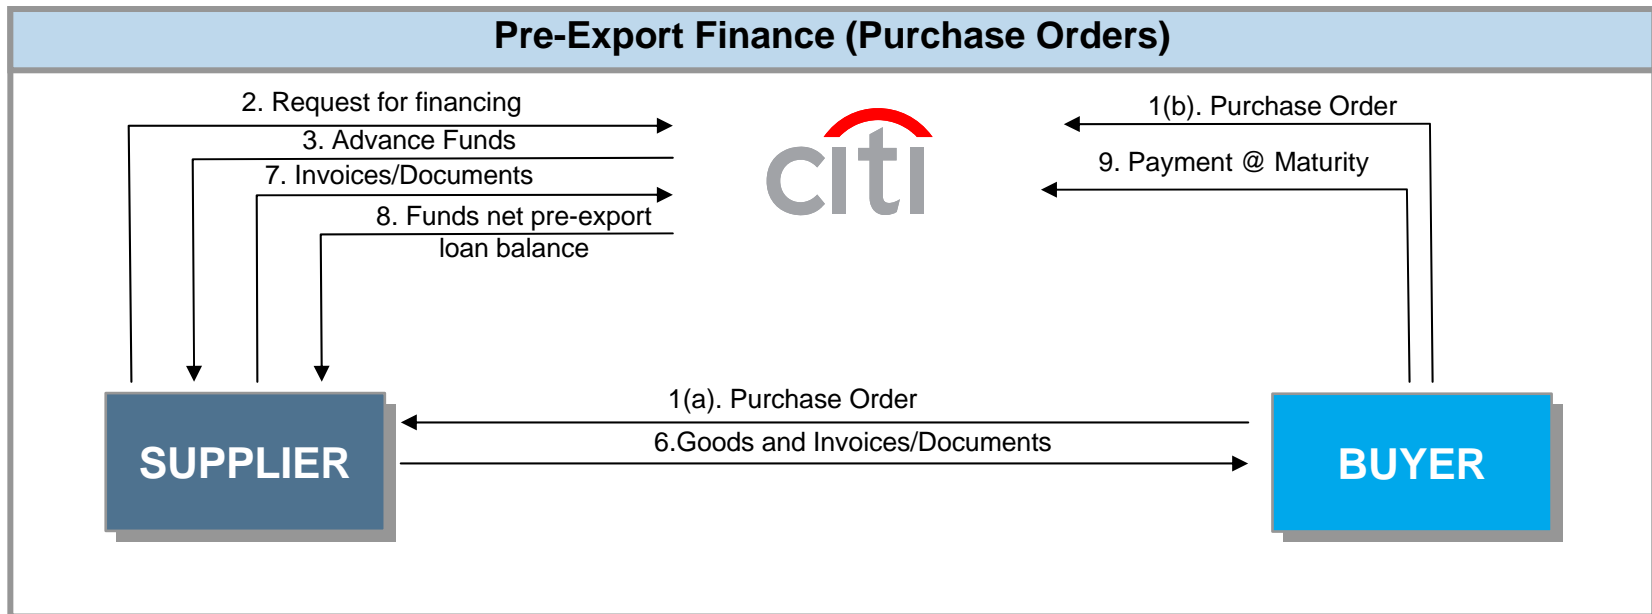 Pre-Export Finance (Purchase Orders)
2. Request for financing
3. Advance Funds
7. Invoices/Documents
8. Funds net pre-export
loan balance
citi
1(b). Purchase Order
9. Payment @ Maturity
1(a). Purchase Order
6.Goods and Invoices/Documents
SUPPLIER
BUYER